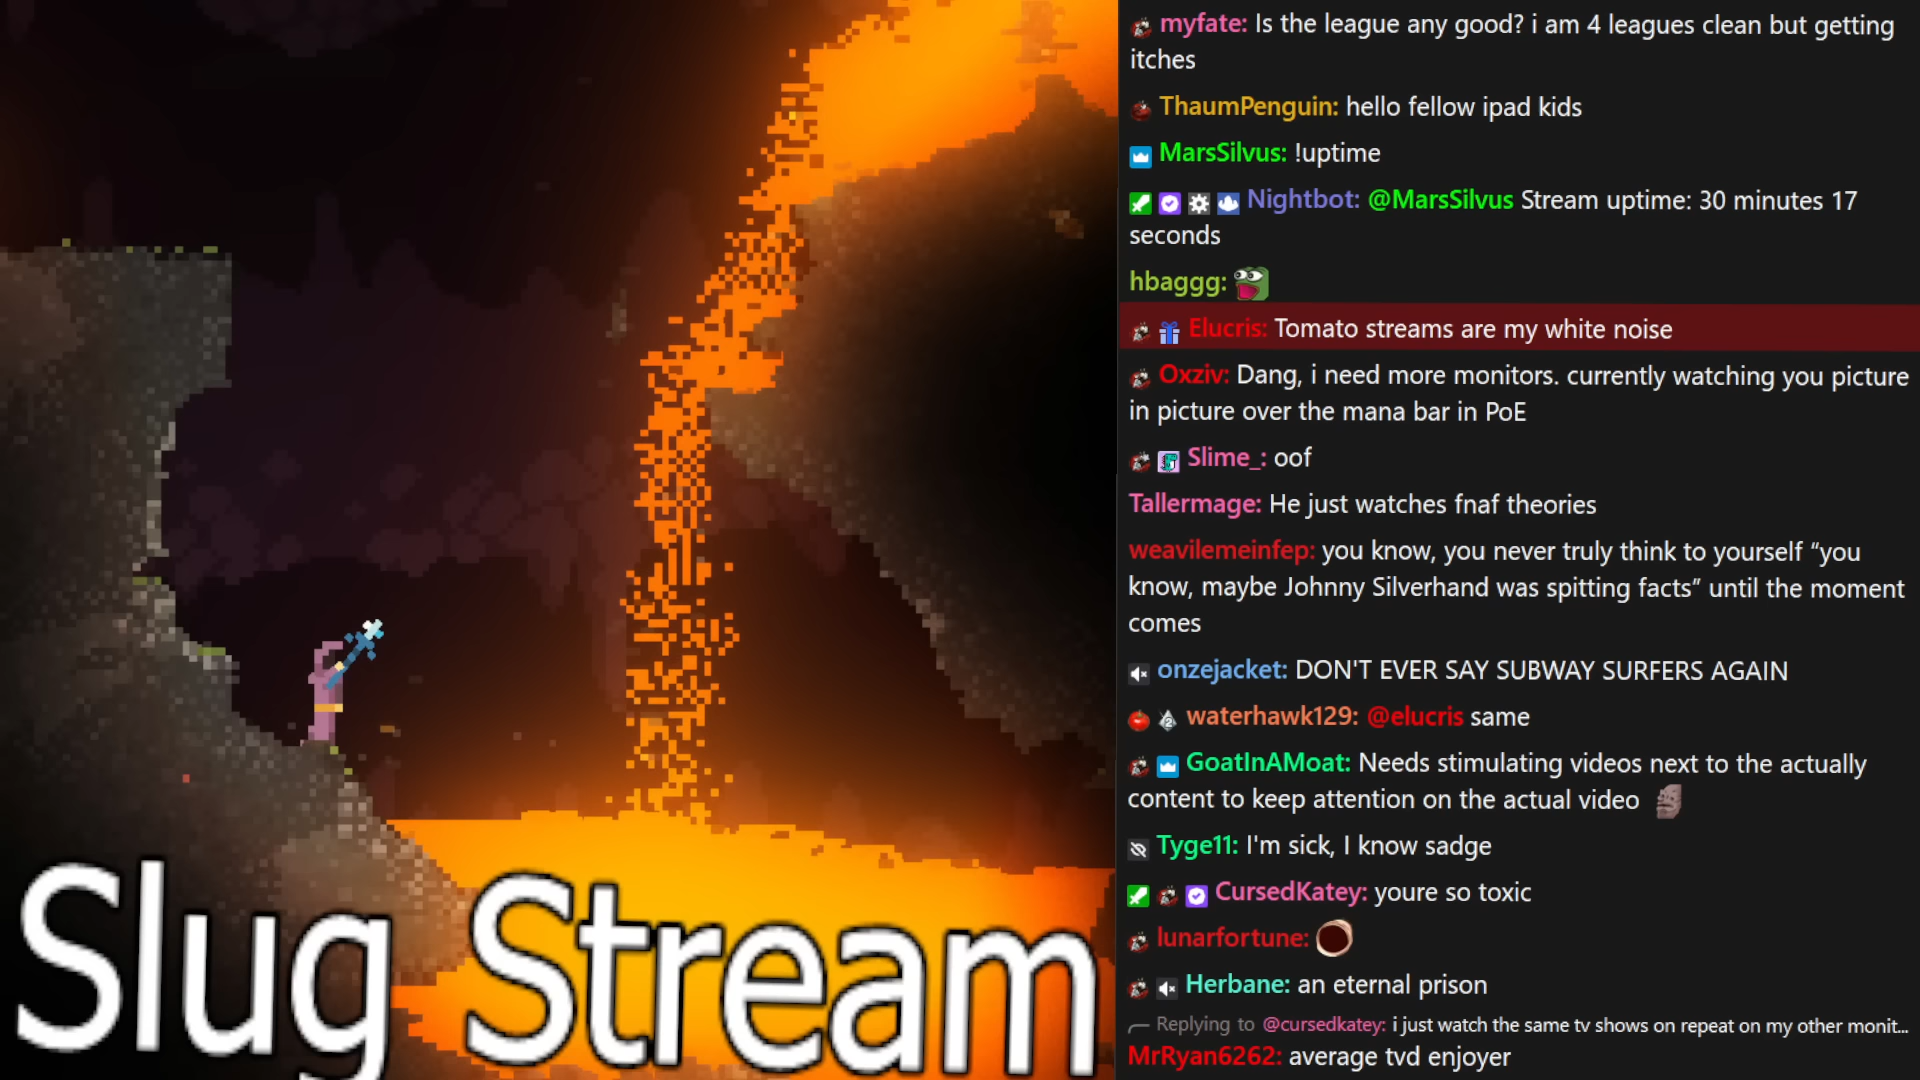 myfate: Is the league any good? i am 4 leagues clean but getting
itches
ThaumPenguin: hello fellow ipad kids
MarsSilvus: !uptime
Nightbot: @MarsSilvus Stream uptime: 30 minutes 17
seconds
hbaggg:
Elucris: Tomato streams are my white noise
Oxziv: Dang, i need more monitors. currently watching you picture
in picture over the mana bar in PoE
Slime_: oof
Tallermage: He just watches fnaf theories
weavilemeinfep: you know, you never truly think to yourself “you
know, maybe Johnny Silverhand was spitting facts” until the moment
comes
onzejacket: DON'T EVER SAY SUBWAY SURFERS AGAIN
waterhawk129: @elucris same
GoatInAMoat: Needs stimulating videos next to the actually
content to keep attention on the actual video
Tyge11: I'm sick, I know sadge
CursedKatey: youre so toxic
lunarfortune:
Herbane: an eternal prison
Replying to @cursedkatey: i just watch the same tv shows on repeat on my other monit...
MrRyan6262: average tvd enjoyer
Slug Stream